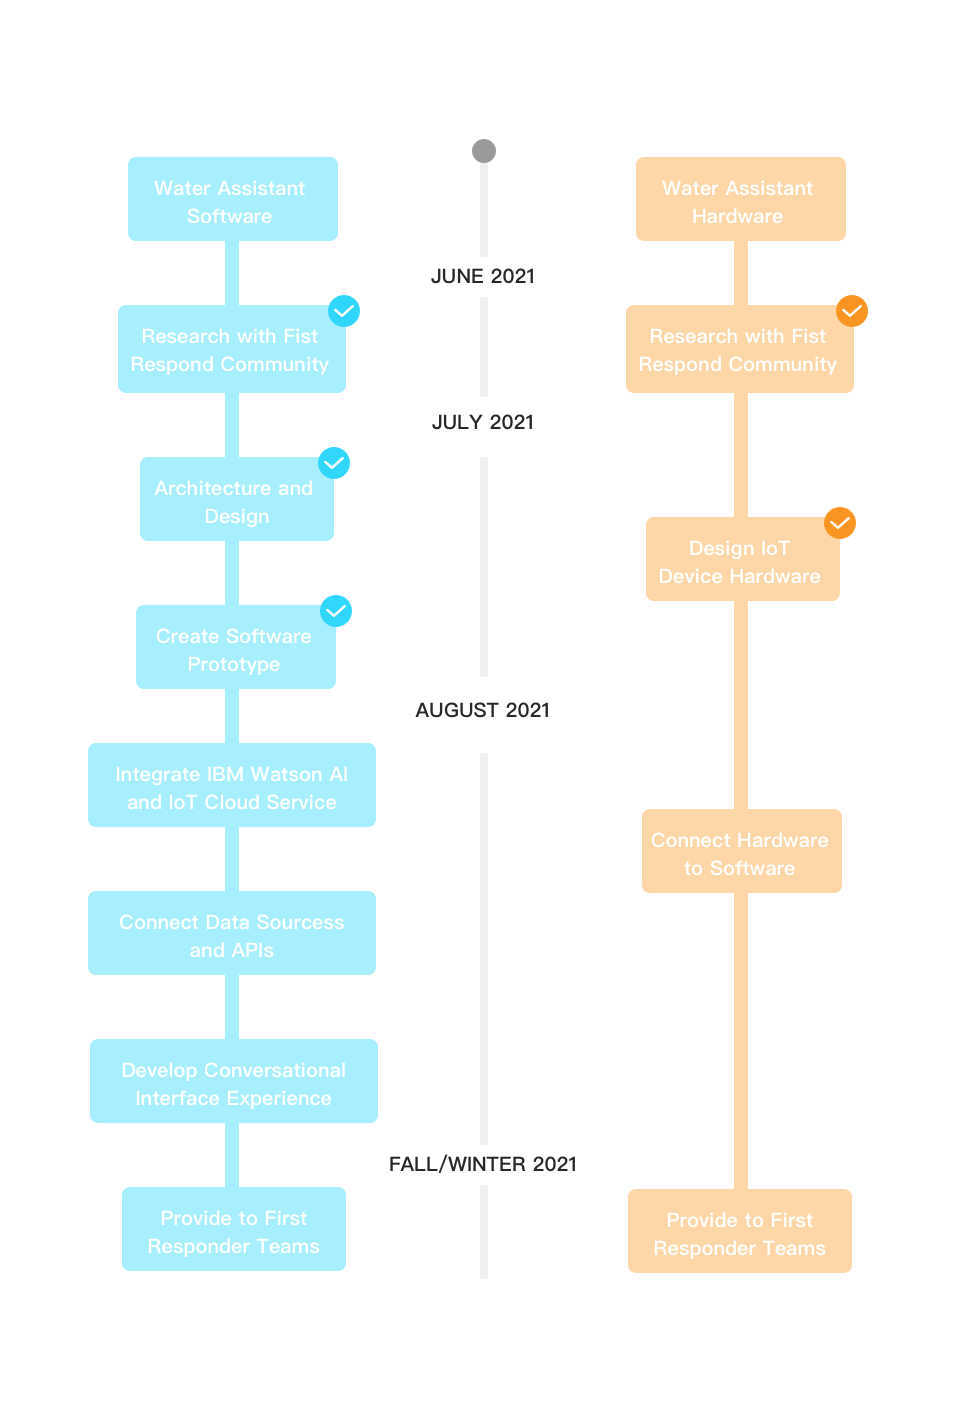 Water Assistant
Software
Water Assistant
Hardware
JUNE 2021
Research with Fist
Respond Community
Research with Fist
Respond Community
JULY 2021
Architecture and
Design
Design IoT
Device Hardware
Create Software
Prototype
AUGUST 2021
Integrate IBM Watson AI
and IoT Cloud Service
Connect Hardware
to Software
Connect Data Sourcess
and APIs
Develop Conversational
Interface Experience
FALL/WINTER 2021
Provide to First
Responder Teams
Provide to First
Responder Teams